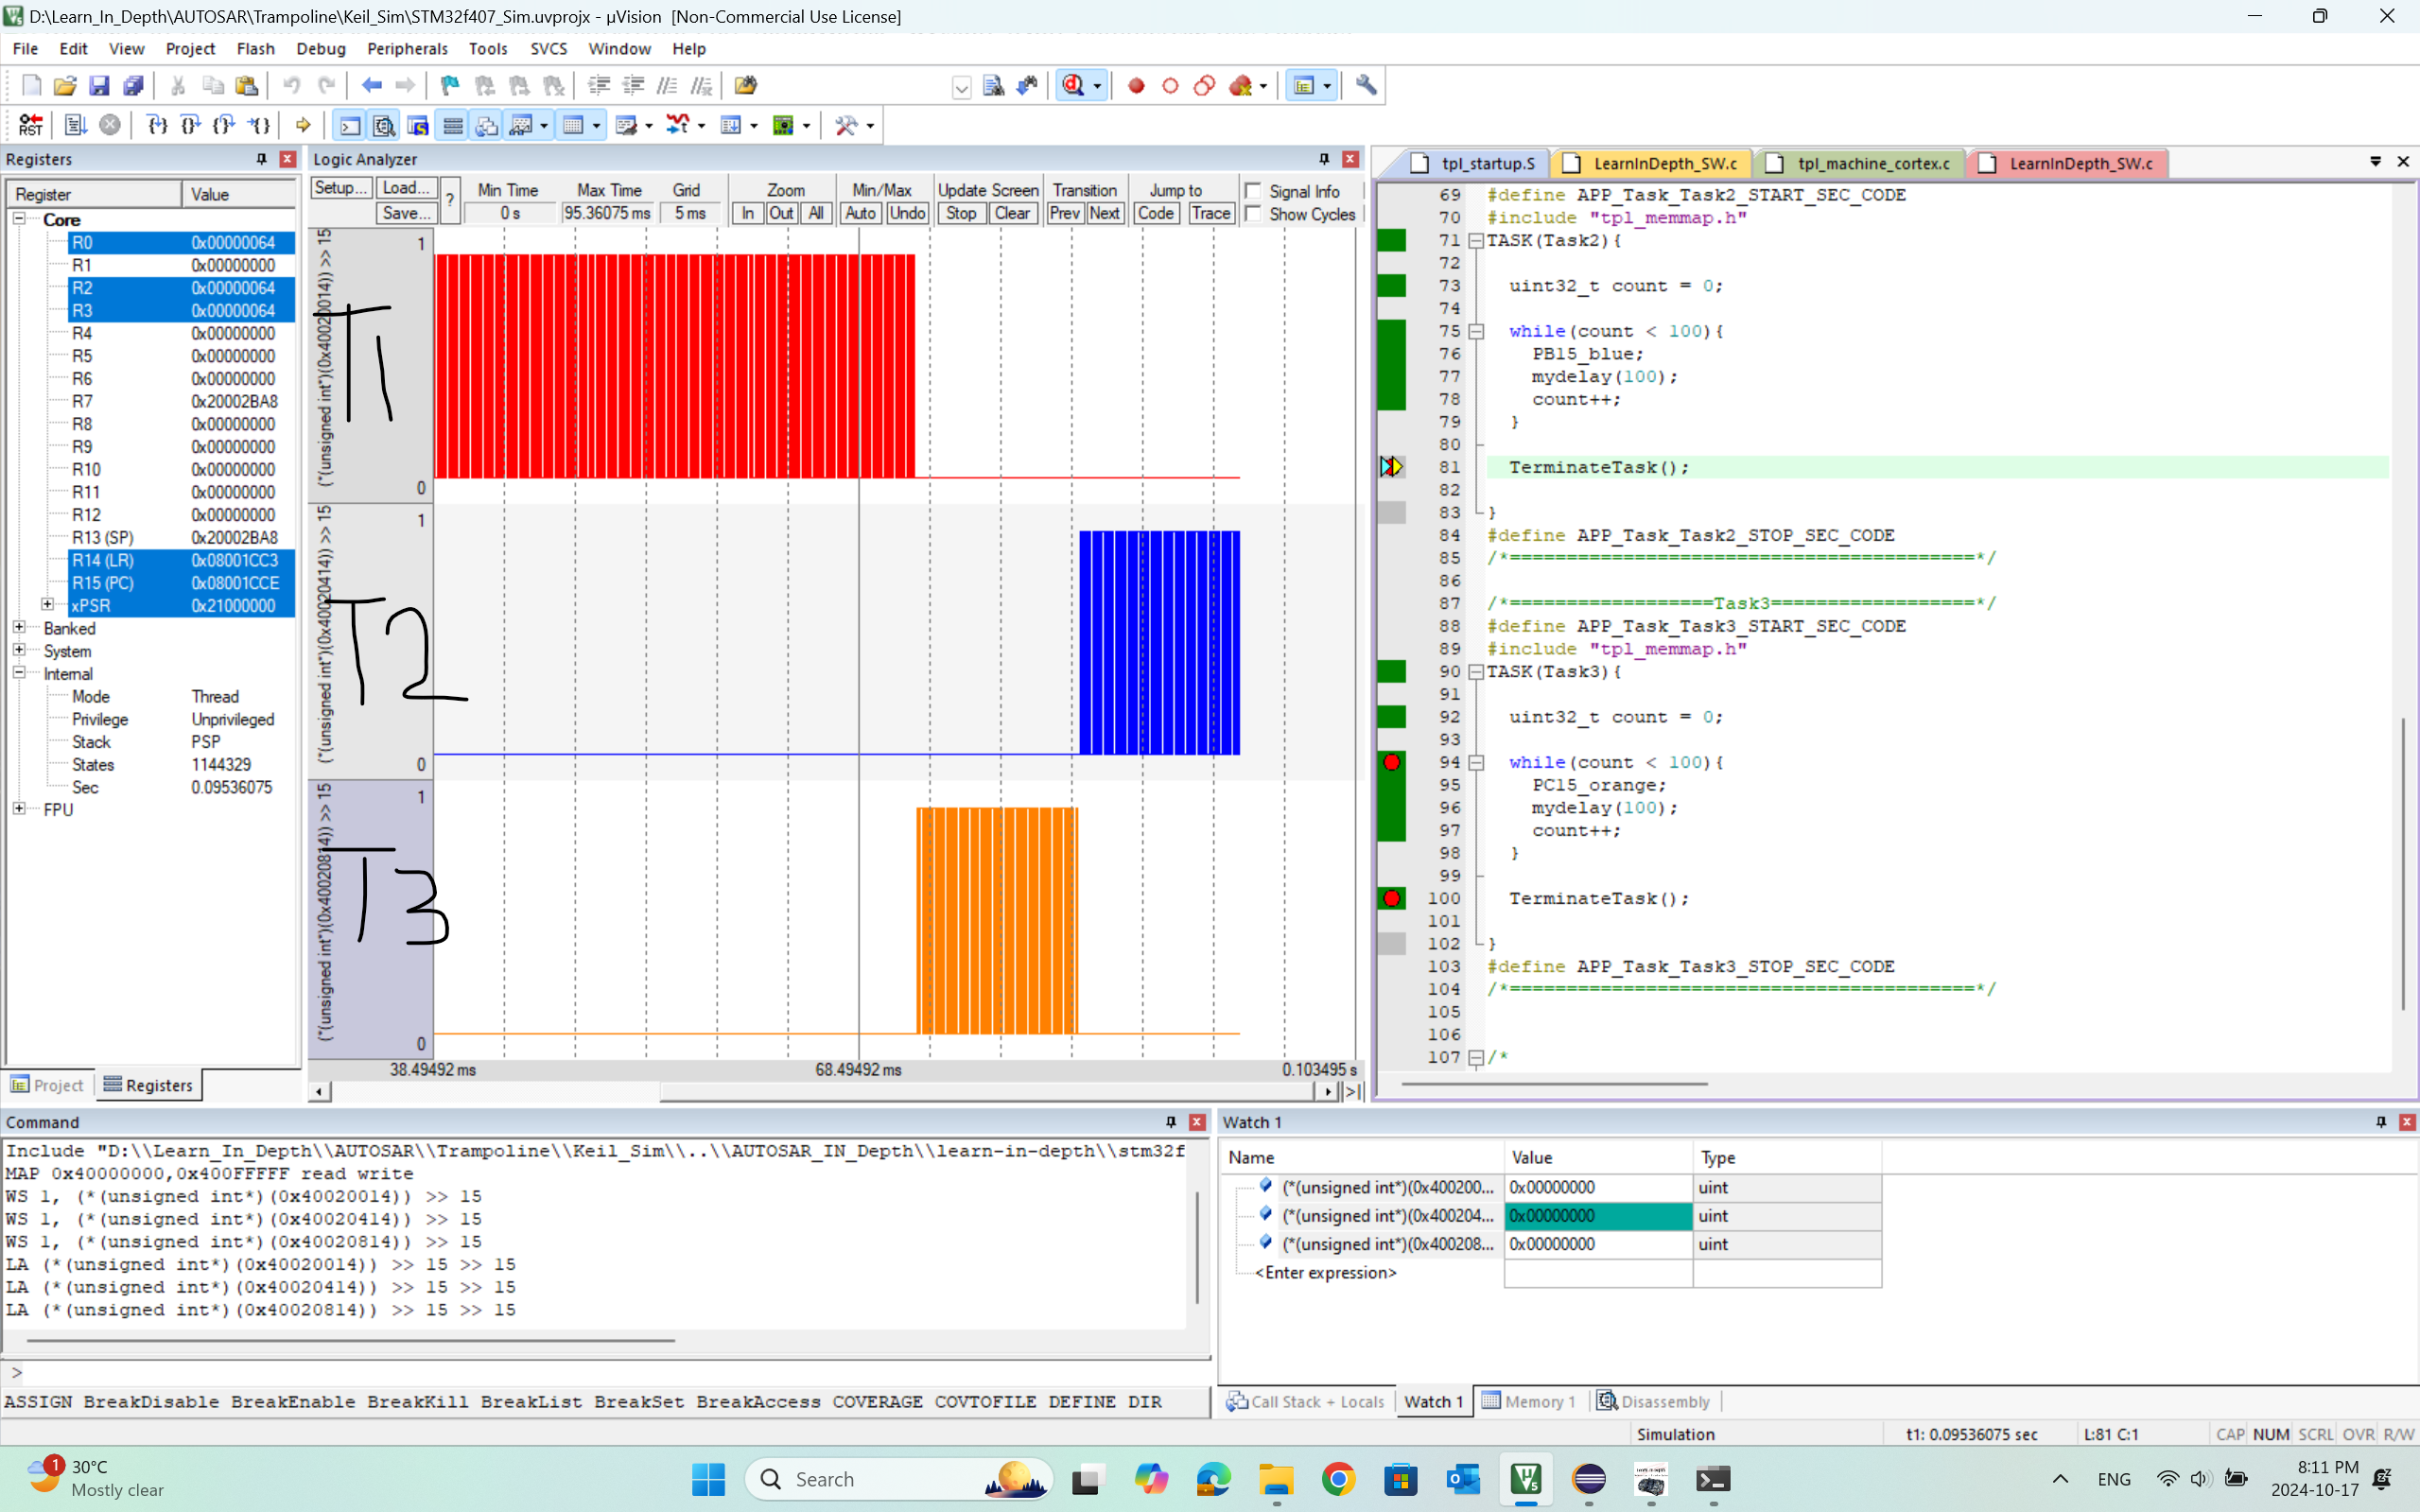 D:\Learn_In_Depth\AUTOSAR\Trampoline\Keil_Sim\STM32f407_Sim.uvprojx - µVision [Non-Commercial Use License]
File Edit View Project Flash Debug Peripherals Tools SVCS Window Help
Registers
Register Value
Core
R0 0x00000064
R1 0x00000000
R2 0x00000064
R3 0x00000064
R4 0x00000000
R5 0x00000000
R6 0x00000000
R7 0x20002BA8
R8 0x00000000
R9 0x00000000
R10 0x00000000
R11 0x00000000
R12 0x00000000
R13 (SP) 0x20002BA8
R14 (LR) 0x08001CC3
R15 (PC) 0x08001CCE
xPSR 0x21000000
Banked
System
Internal
Mode Thread
Privilege Unprivileged
Stack PSP
States 1144329
Sec 0.09536075
FPU
Project Registers
Logic Analyzer
Setup... Load... ? Min Time Max Time Grid Zoom Min/Max Update Screen Transition Jump to Signal Info
Save... 0 s 95.36075 ms 5 ms In Out All Auto Undo Stop Clear Prev Next Code Trace Show Cycles
(*(unsigned int*)(0x40020014)) >> 15
1
0
T1
(*(unsigned int*)(0x40020414)) >> 15
1
0
T2
(*(unsigned int*)(0x40020814)) >> 15
1
0
T3
38.49492 ms 68.49492 ms 0.103495 s
tpl_startup.S LearnInDepth_SW.c tpl_machine_cortex.c LearnInDepth_SW.c
69 #define APP_Task_Task2_START_SEC_CODE
70 #include "tpl_memmap.h"
71 TASK(Task2){
72
73 uint32_t count = 0;
74
75 while(count < 100){
76 PB15_blue;
77 mydelay(100);
78 count++;
79 }
80
81 TerminateTask();
82
83 }
84 #define APP_Task_Task2_STOP_SEC_CODE
85 /*=========================================*/
86
87 /*==================Task3==================*/
88 #define APP_Task_Task3_START_SEC_CODE
89 #include "tpl_memmap.h"
90 TASK(Task3){
91
92 uint32_t count = 0;
93
94 while(count < 100){
95 PC15_orange;
96 mydelay(100);
97 count++;
98 }
99
100 TerminateTask();
101
102 }
103 #define APP_Task_Task3_STOP_SEC_CODE
104 /*=========================================*/
105
106
107 /*
Command
Include "D:\\Learn_In_Depth\\AUTOSAR\\Trampoline\\Keil_Sim\\..\\AUTOSAR_IN_Depth\\learn-in-depth\\stm32f
MAP 0x40000000,0x400FFFFF read write
WS 1, (*(unsigned int*)(0x40020014)) >> 15
WS 1, (*(unsigned int*)(0x40020414)) >> 15
WS 1, (*(unsigned int*)(0x40020814)) >> 15
LA (*(unsigned int*)(0x40020014)) >> 15 >> 15
LA (*(unsigned int*)(0x40020414)) >> 15 >> 15
LA (*(unsigned int*)(0x40020814)) >> 15 >> 15
>
ASSIGN BreakDisable BreakEnable BreakKill BreakList BreakSet BreakAccess COVERAGE COVTOFILE DEFINE DIR
Watch 1
Name Value Type
(*(unsigned int*)(0x400200... 0x00000000 uint
(*(unsigned int*)(0x400204... 0x00000000 uint
(*(unsigned int*)(0x400208... 0x00000000 uint
<Enter expression>
Call Stack + Locals Watch 1 Memory 1 Disassembly
Simulation t1: 0.09536075 sec L:81 C:1 CAP NUM SCRL OVR R/W
1
30°C
Mostly clear
Search
ENG
8:11 PM
2024-10-17